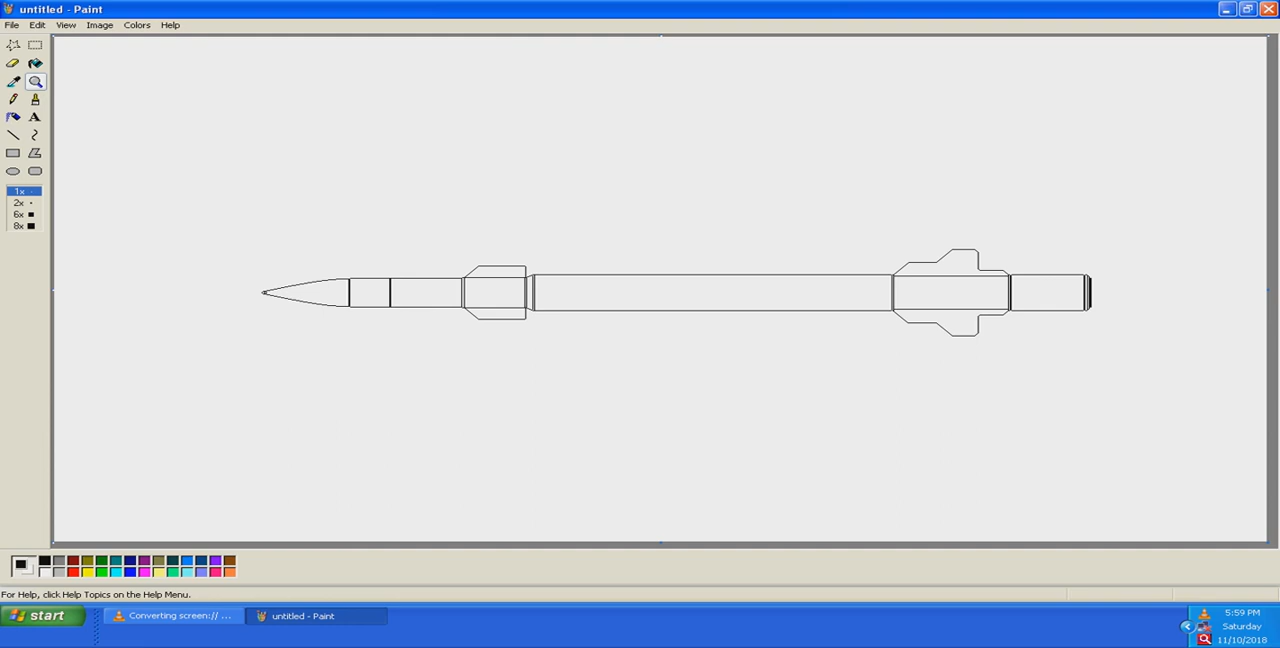 untitled - Paint
File Edit View Image Colors Help
A
1x
2x
6x
8x
For Help, click Help Topics on the Help Menu.
start
Converting screen:// ...
untitled - Paint
5:59 PM
Saturday
11/10/2018